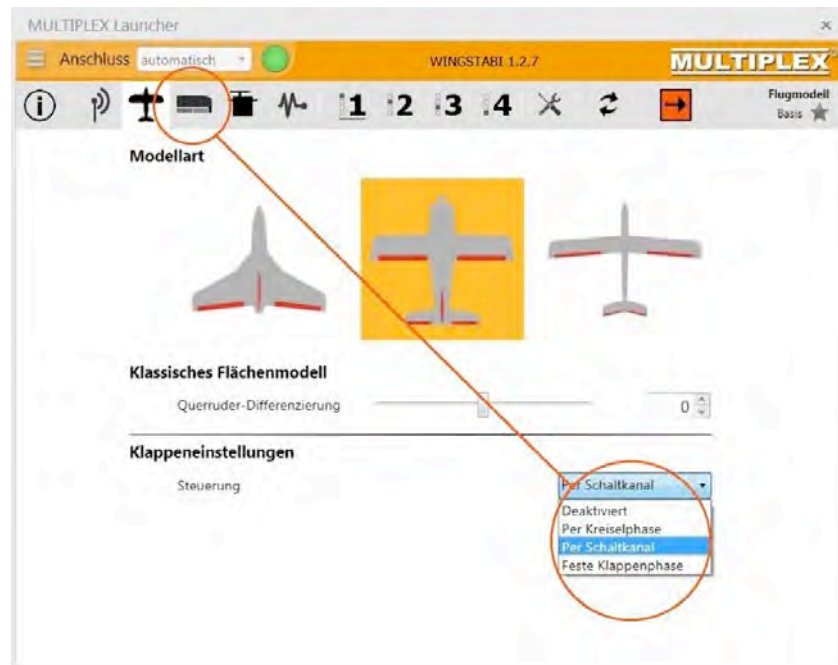 MULTIPLEX Launcher
Anschluss automatisch WINGSTABI 1.2.7 MULTIPLEX
1 2 3 4 Flugmodell
Basis
Modellart
Klassisches Flächenmodell
Querruder-Differenzierung 0
Klappeneinstellungen
Steuerung Per Schaltkanal
Deaktiviert
Per Kreiselphase
Per Schaltkanal
Feste Klappenphase